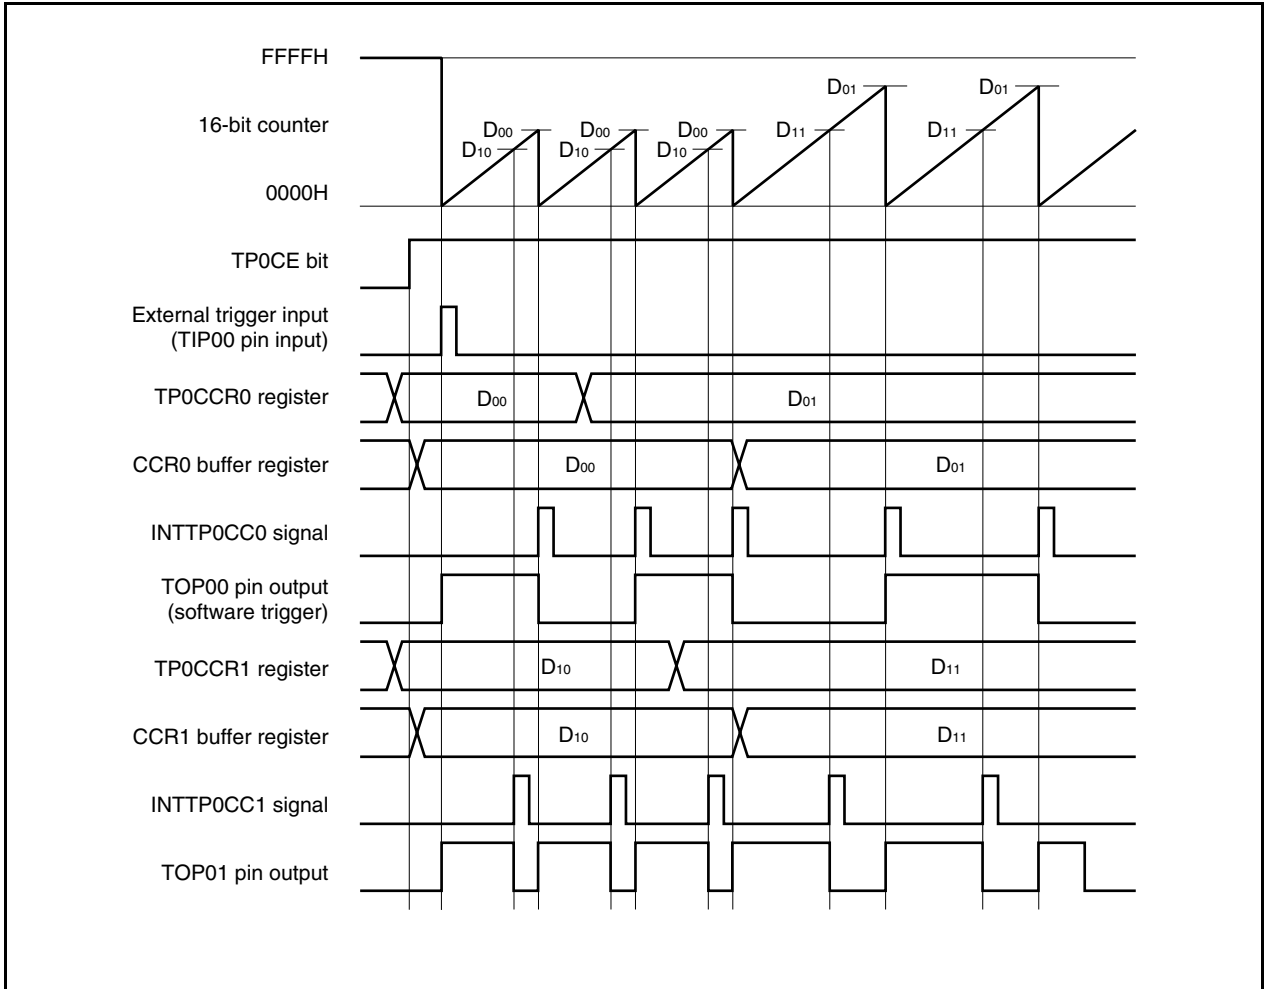 FFFFH
D01
D01
16-bit counter
D00
D00
D00
D11
D11
D10
D10
D10
0000H
TP0CE bit
External trigger input
(TIP00 pin input)
TP0CCR0 register
D00
D01
CCR0 buffer register
D00
D01
INTTP0CC0 signal
TOP00 pin output
(software trigger)
TP0CCR1 register
D10
D11
CCR1 buffer register
D10
D11
INTTP0CC1 signal
TOP01 pin output